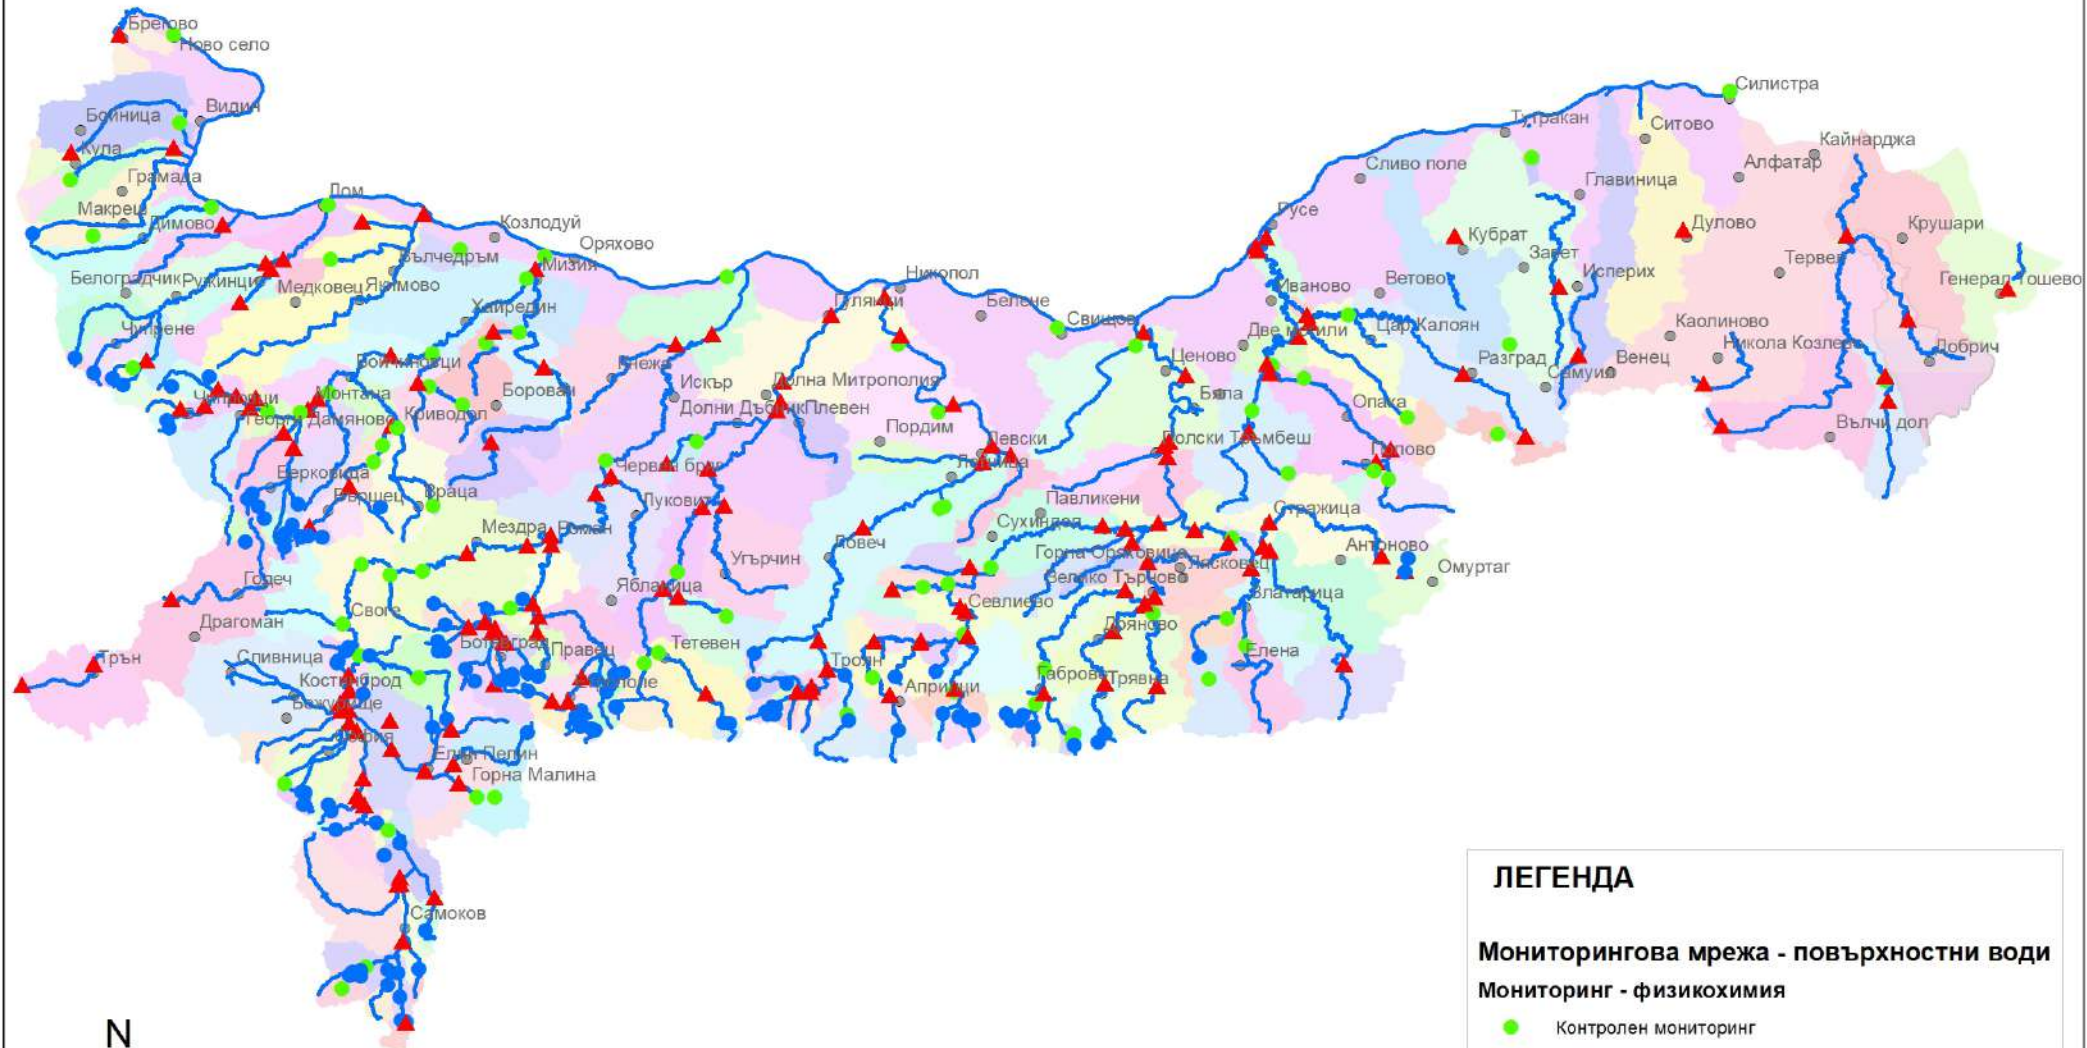 Брегово
Ново село
Силистра
Видин
Бойница
Тутракан
Ситово
Кайнарджа
Кула
Сливо поле
Алфатар
Грамада
Главиница
Лом
Макреш
Димово
Козлодуй
Русе
Дулово
Крушари
Кубрат
Оряхово
Вълчедръм
Мизия
Завет
Тервел
Белоградчик
Ружинци
Медковец
Якимово
Никопол
Ветово
Исперих
Генерал Тошево
Иваново
Хайредин
Гулянци
Белене
Чупрене
Свищов
Две могили
Цар Калоян
Каолиново
Никола Козлево
Добрич
Бойчиновци
Кнежа
Ценово
Разград
Венец
Самуил
Монтана
Борован
Искър
Долна Митрополия
Чипровци
Бяла
Опака
Георги Дамяново
Криводол
Долни Дъбник
Плевен
Пордим
Вълчи дол
Левски
Полски Тръмбеш
Попово
Берковица
Червен бряг
Летница
Вършец
Враца
Луковит
Павликени
Стражица
Мездра
Роман
Сухиндол
Ловеч
Горна Оряховица
Антоново
Угърчин
Лясковец
Омуртаг
Годеч
Ябланица
Велико Търново
Златарица
Своге
Севлиево
Драгоман
Дряново
Ботевград
Правец
Тетевен
Елена
Трън
Сливница
Троян
Костинброд
Етрополе
Априлци
Габрово
Трявна
Божурище
София
Елин Пелин
Горна Малина
Самоков
N
ЛЕГЕНДА
Мониторингова мрежа - повърхностни води
Мониторинг - физикохимия
Контролен мониторинг